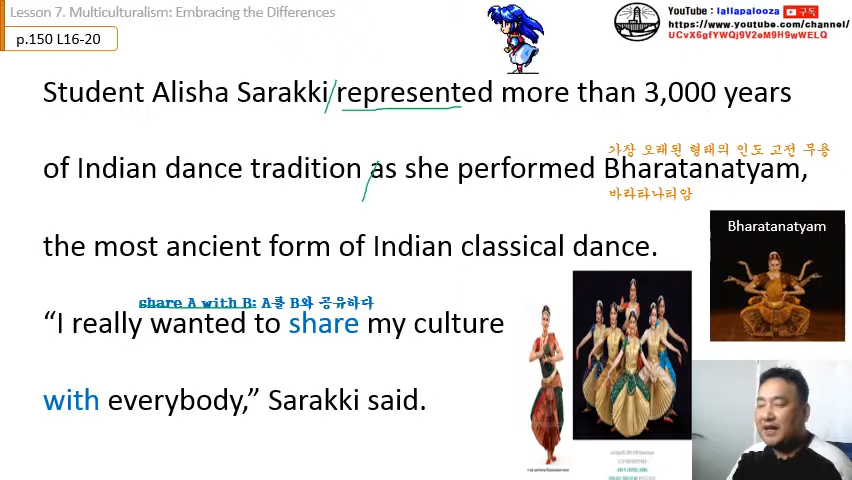 Lesson 7. Multiculturalism: Embracing the Differences
YouTube : lallapalooza 구독
https://www.youtube.com/channel/
UCvX6gfYWQj9V2eM9H9wWELQ
p.150 L16-20
Student Alisha Sarakki represented more than 3,000 years
가장 오래된 형태의 인도 고전 무용
of Indian dance tradition as she performed Bharatanatyam,
바라타나티암
Bharatanatyam
the most ancient form of Indian classical dance.
share A with B: A를 B와 공유하다
“I really wanted to share my culture
with everybody,” Sarakki said.